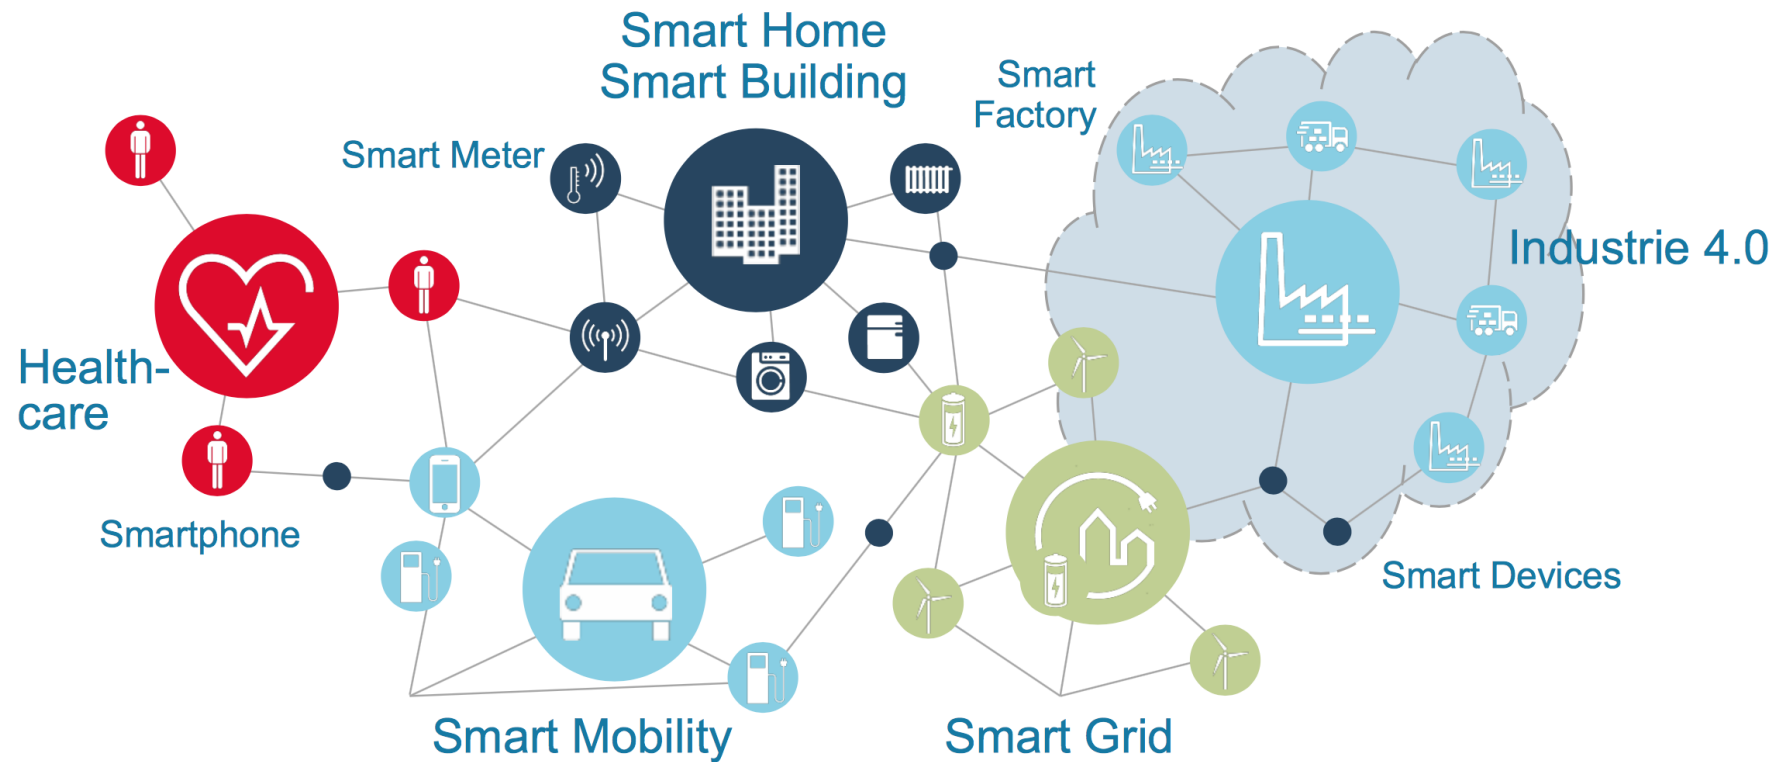 Smart Home
Smart Building
Smart
Factory
Smart Meter
Industrie 4.0
Health-
care
Smartphone
Smart Devices
Smart Mobility
Smart Grid